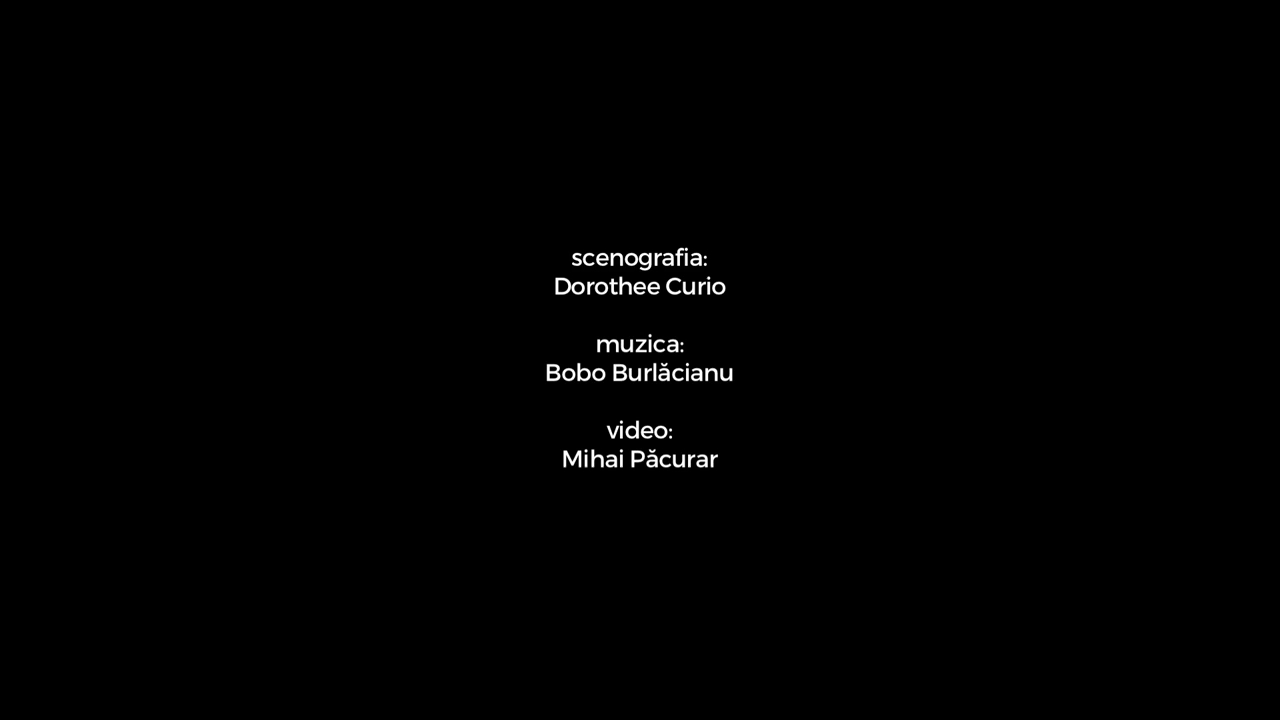 scenografia:
Dorothee Curio
muzica:
Bobo Burlăcianu
video:
Mihai Păcurar